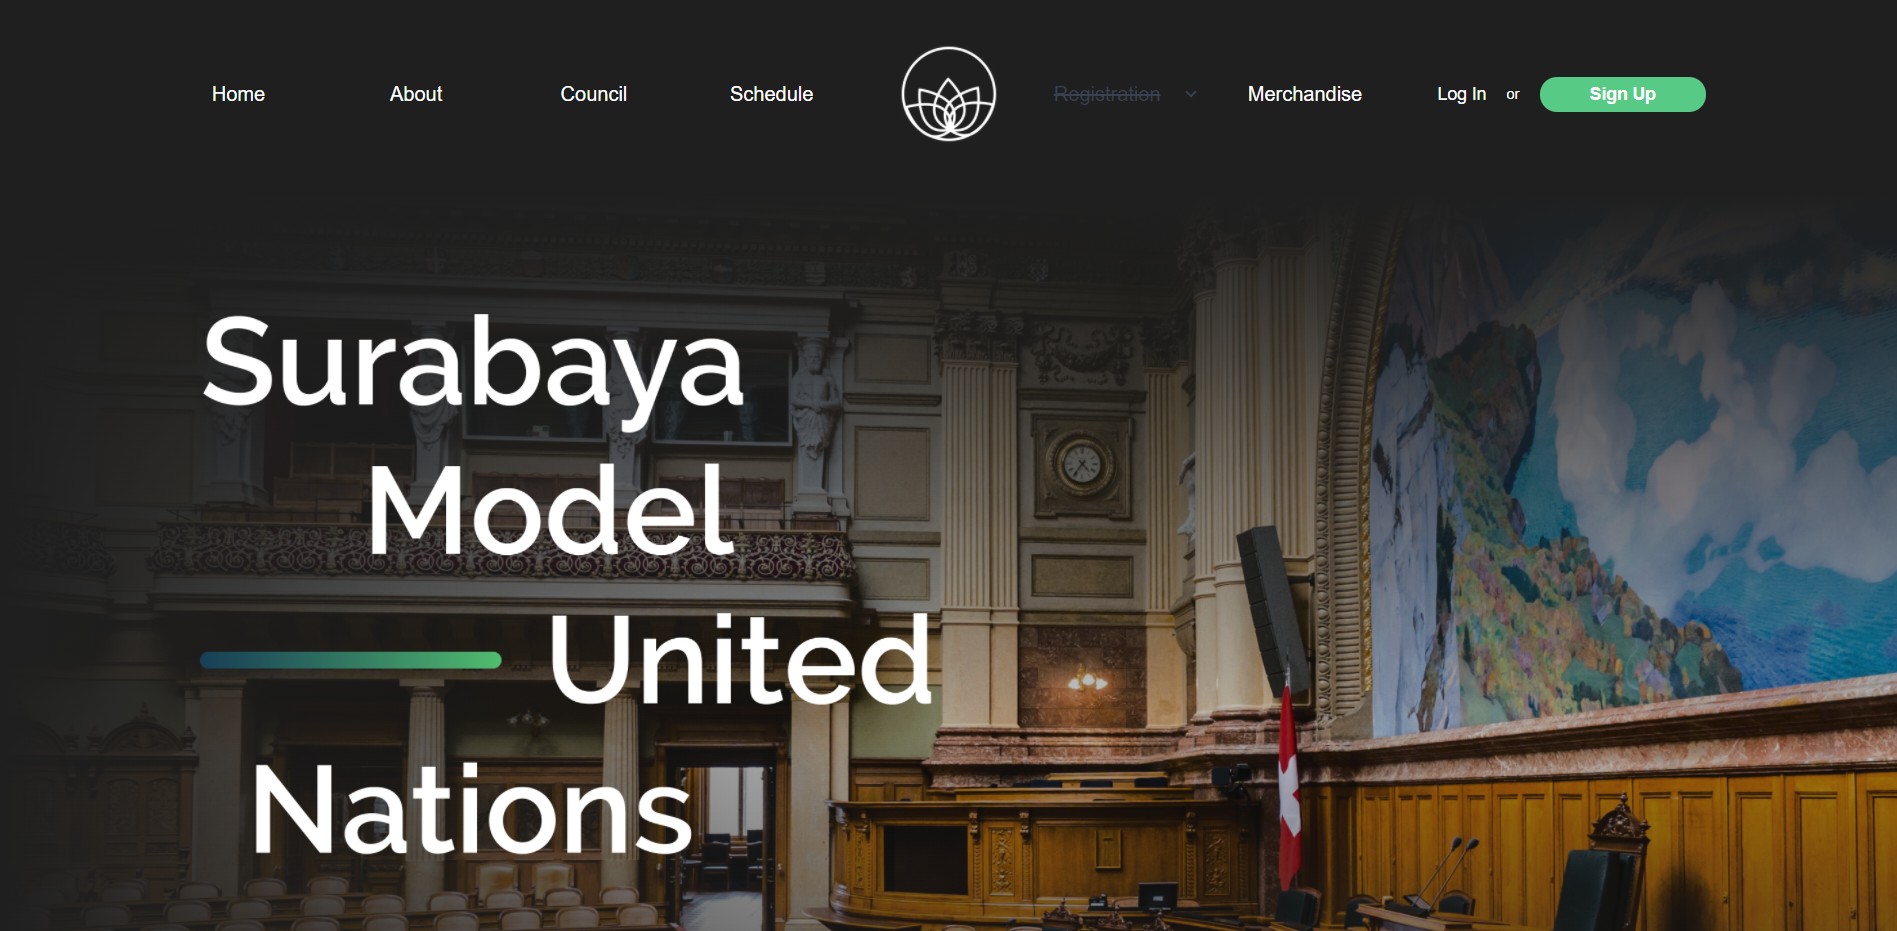 Home About Council Schedule Registration Merchandise Log In or Sign Up
Surabaya
Model
United
Nations